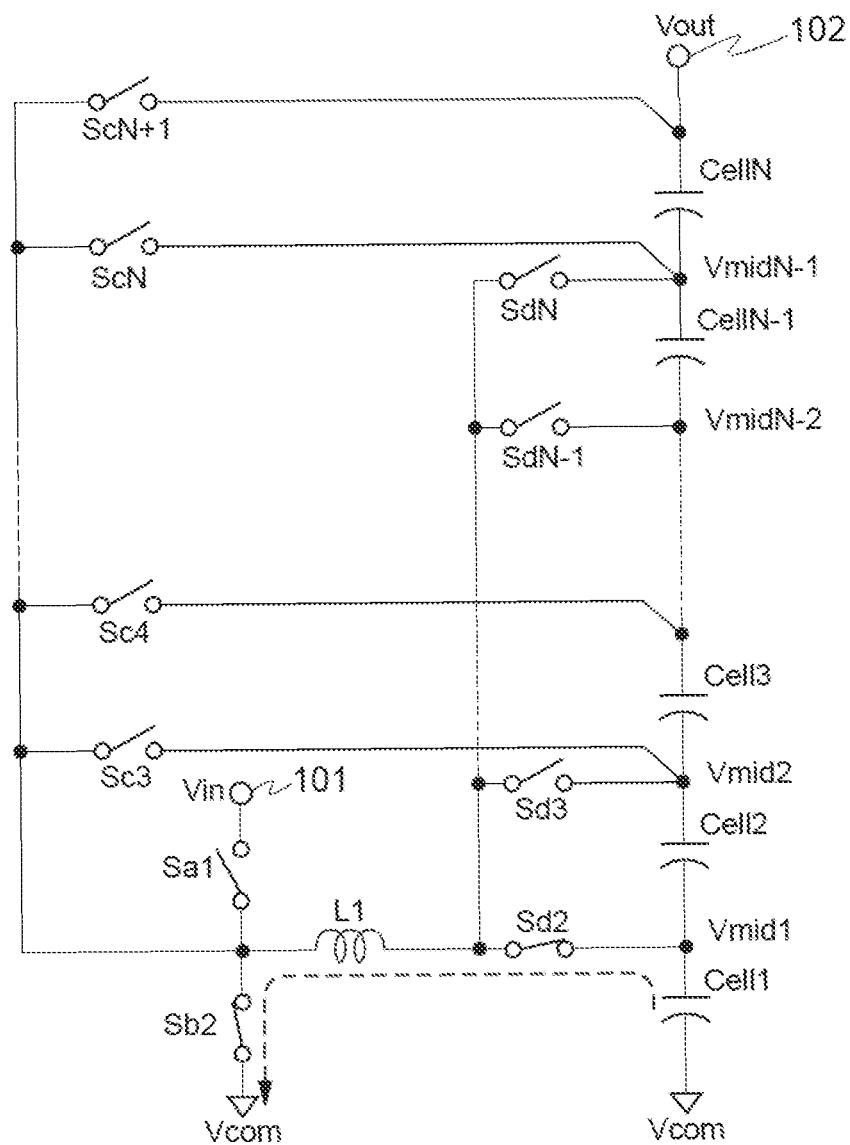 Vout
102
ScN+1
CellN
ScN
VmidN-1
SdN
CellN-1
VmidN-2
SdN-1
Sc4
Cell3
Sc3
Vin
101
Vmid2
Sd3
Cell2
Sa1
L1
Sd2
Vmid1
Cell1
Sb2
Vcom
Vcom